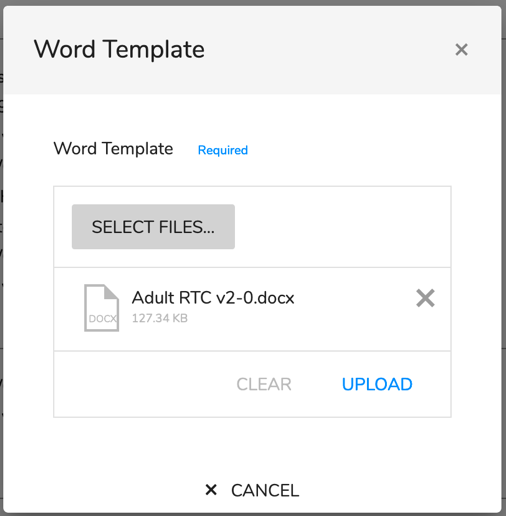 Word Template
Word Template Required
SELECT FILES...
DOCX
Adult RTC v2-0.docx
127.34 KB
CLEAR UPLOAD
CANCEL